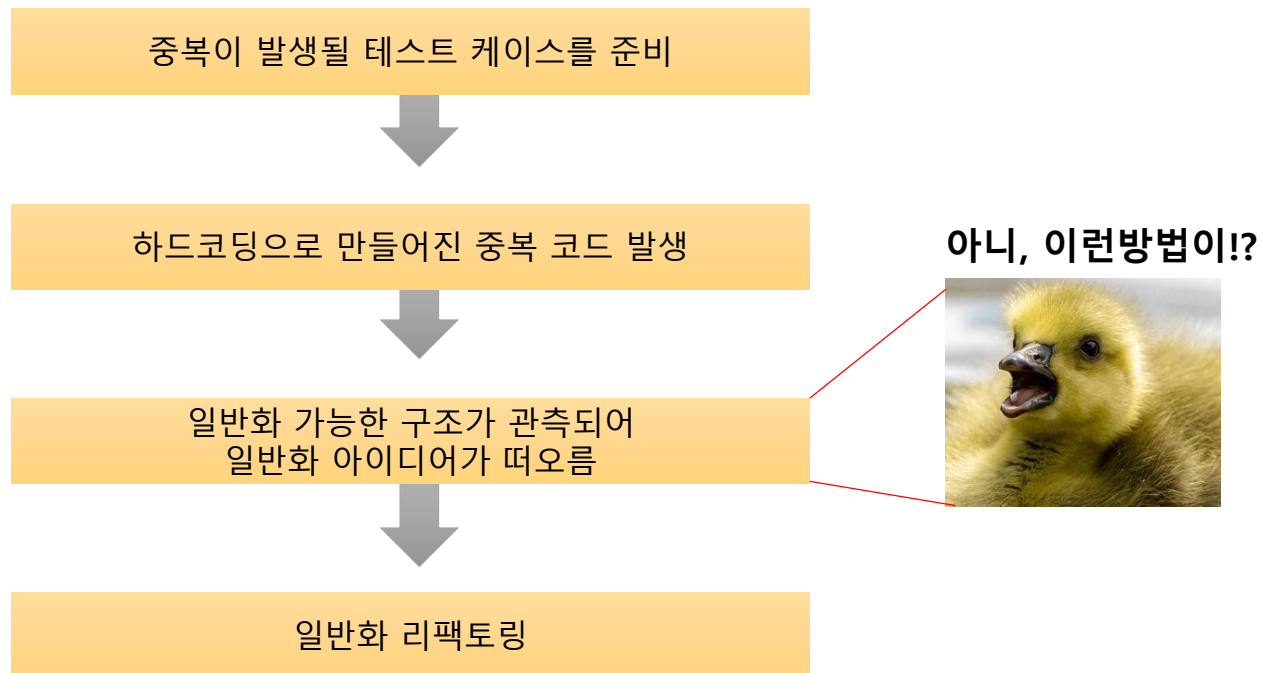 중복이 발생될 테스트 케이스를 준비
하드코딩으로 만들어진 중복 코드 발생
아니, 이런방법이!?
일반화 가능한 구조가 관측되어
일반화 아이디어가 떠오름
일반화 리팩토링